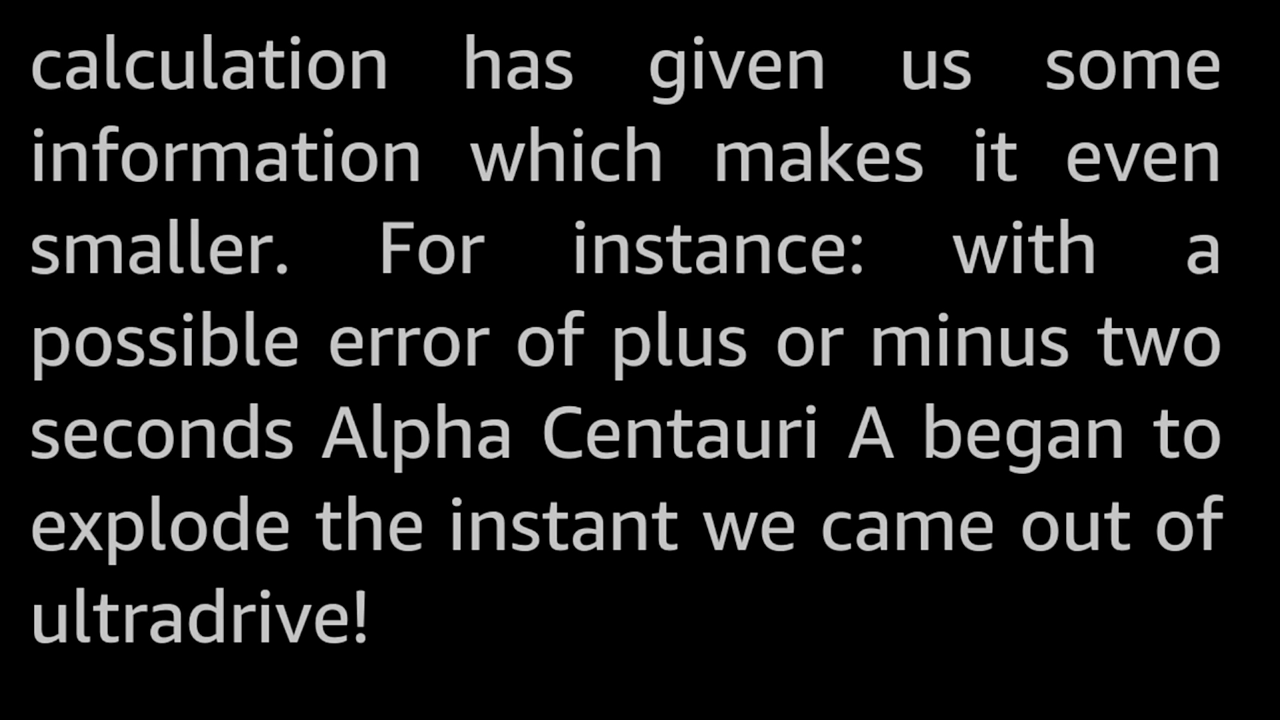 calculation has given us some
information which makes it even
smaller. For instance: with a
possible error of plus or minus two
seconds Alpha Centauri A began to
explode the instant we came out of
ultradrive!